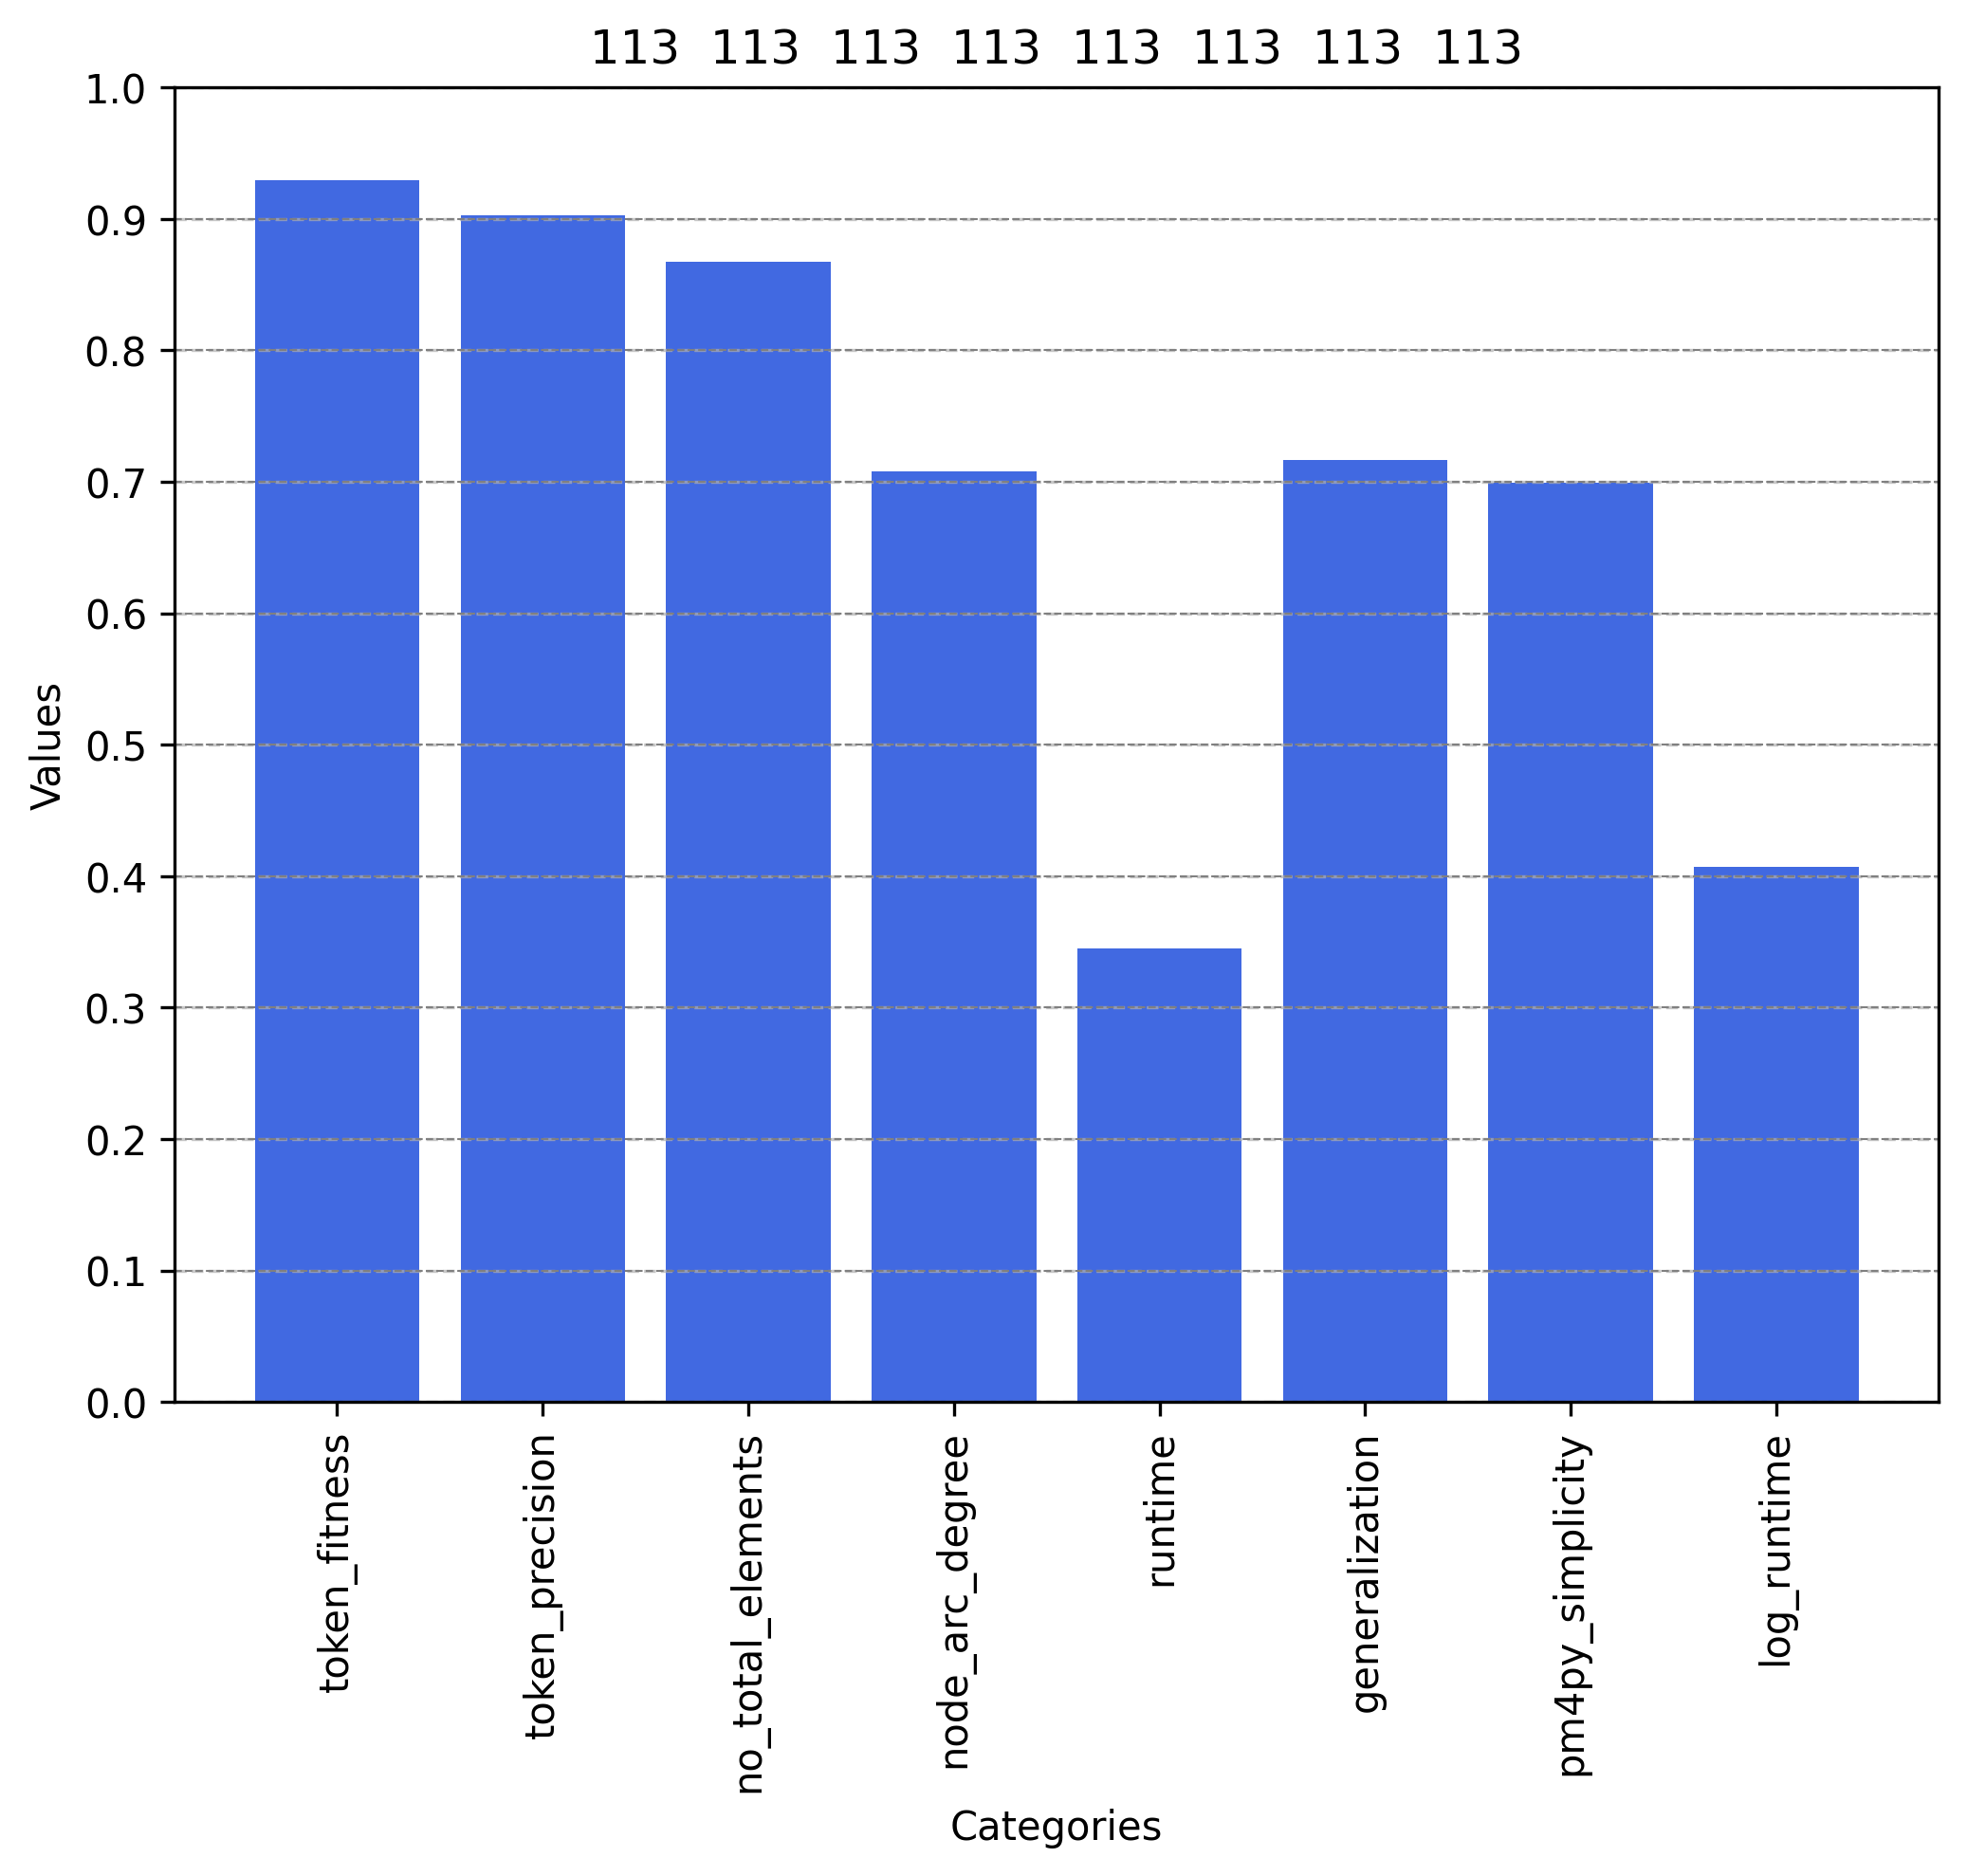 113 113 113 113 113 113 113 113
1.0
0.9
0.8
0.7
0.6
0.5
0.4
0.3
0.2
0.1
0.0
Values
token_fitness
token_precision
no_total_elements
node_arc_degree
runtime
generalization
pm4py_simplicity
log_runtime
Categories